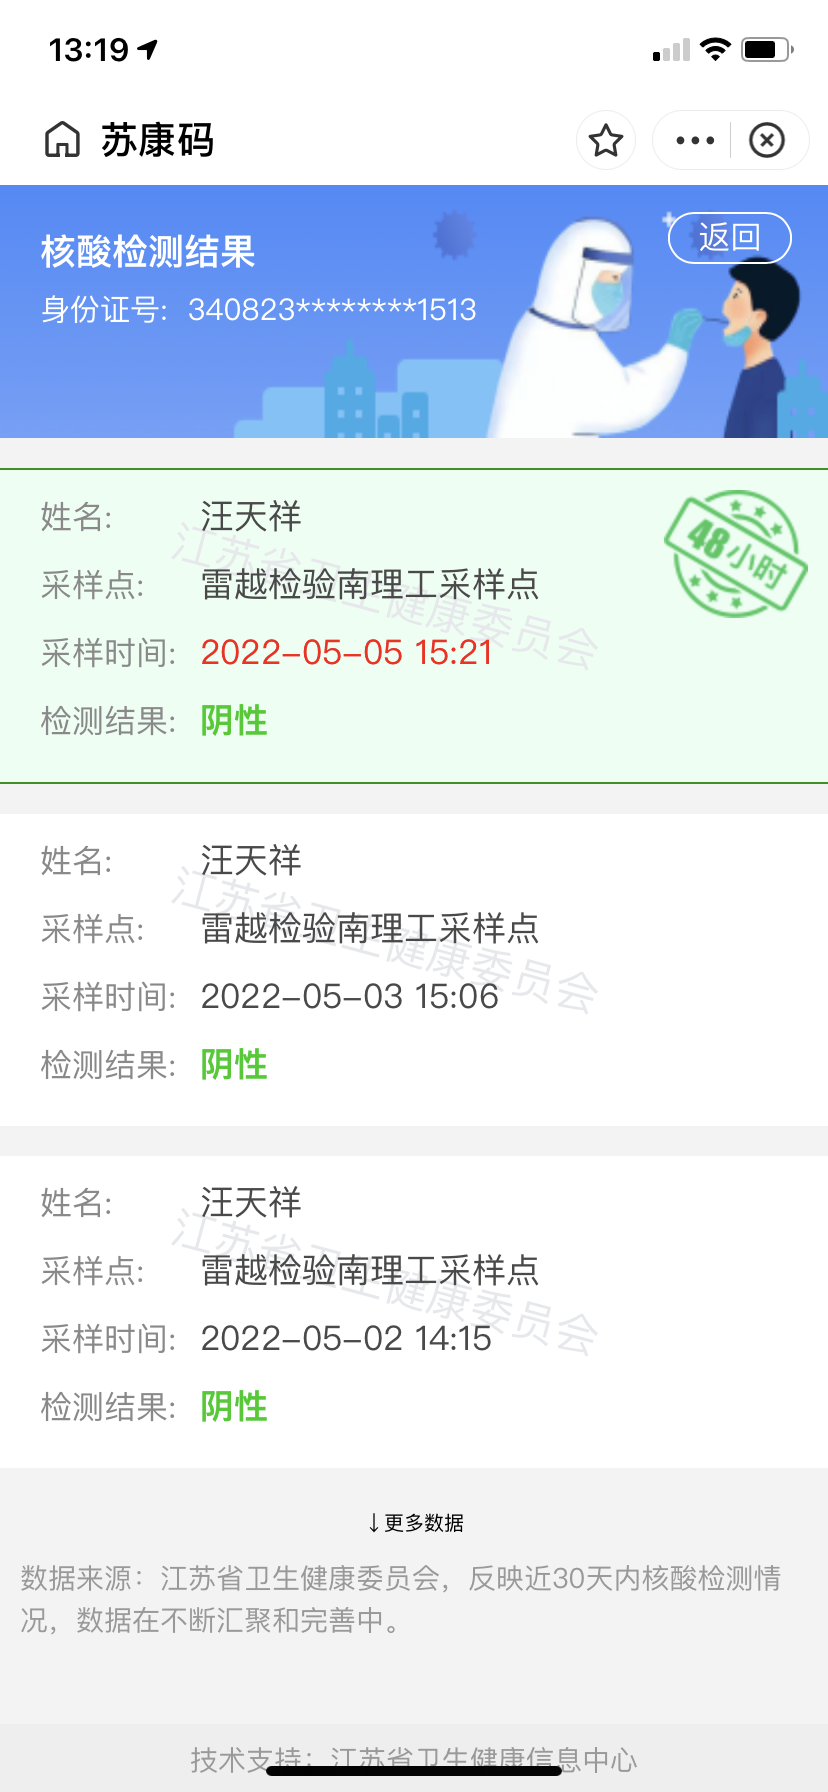 13:19
苏康码
核酸检测结果
返回
身份证号: 340823********1513
姓名: 汪天祥
48小时
采样点: 雷越检验南理工采样点
采样时间: 2022-05-05 15:21
检测结果: 阴性
江苏省卫生健康委员会
姓名: 汪天祥
采样点: 雷越检验南理工采样点
采样时间: 2022-05-03 15:06
检测结果: 阴性
江苏省卫生健康委员会
姓名: 汪天祥
采样点: 雷越检验南理工采样点
采样时间: 2022-05-02 14:15
检测结果: 阴性
江苏省卫生健康委员会
↓更多数据
数据来源：江苏省卫生健康委员会，反映近30天内核酸检测情
况，数据在不断汇聚和完善中。
技术支持：江苏省卫生健康信息中心